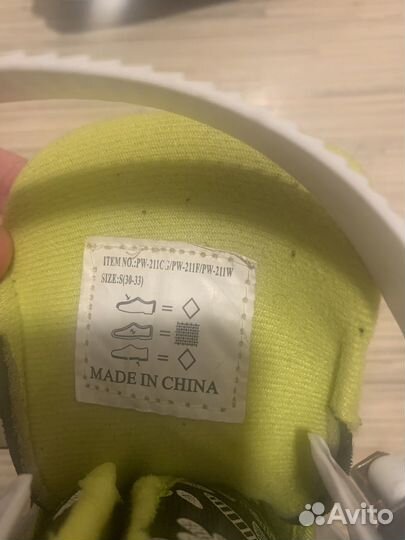 ITEM NO.:PW-211C G/PW-211F/PW-211W
SIZE:S(30-33)
MADE IN CHINA
Avito